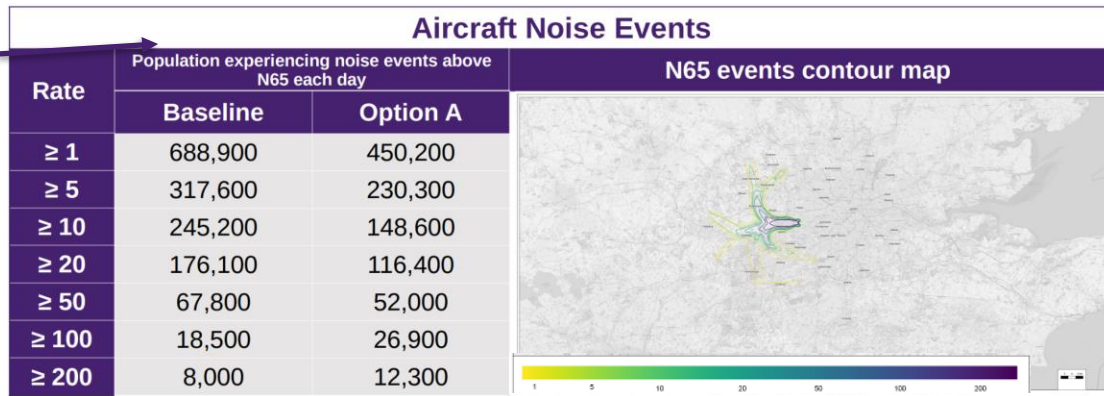 Aircraft Noise Events
Rate
Population experiencing noise events above
N65 each day
N65 events contour map
Baseline Option A
≥ 1 688,900 450,200
≥ 5 317,600 230,300
≥ 10 245,200 148,600
≥ 20 176,100 116,400
≥ 50 67,800 52,000
≥ 100 18,500 26,900
≥ 200 8,000 12,300
1 5 10 20 50 100 200